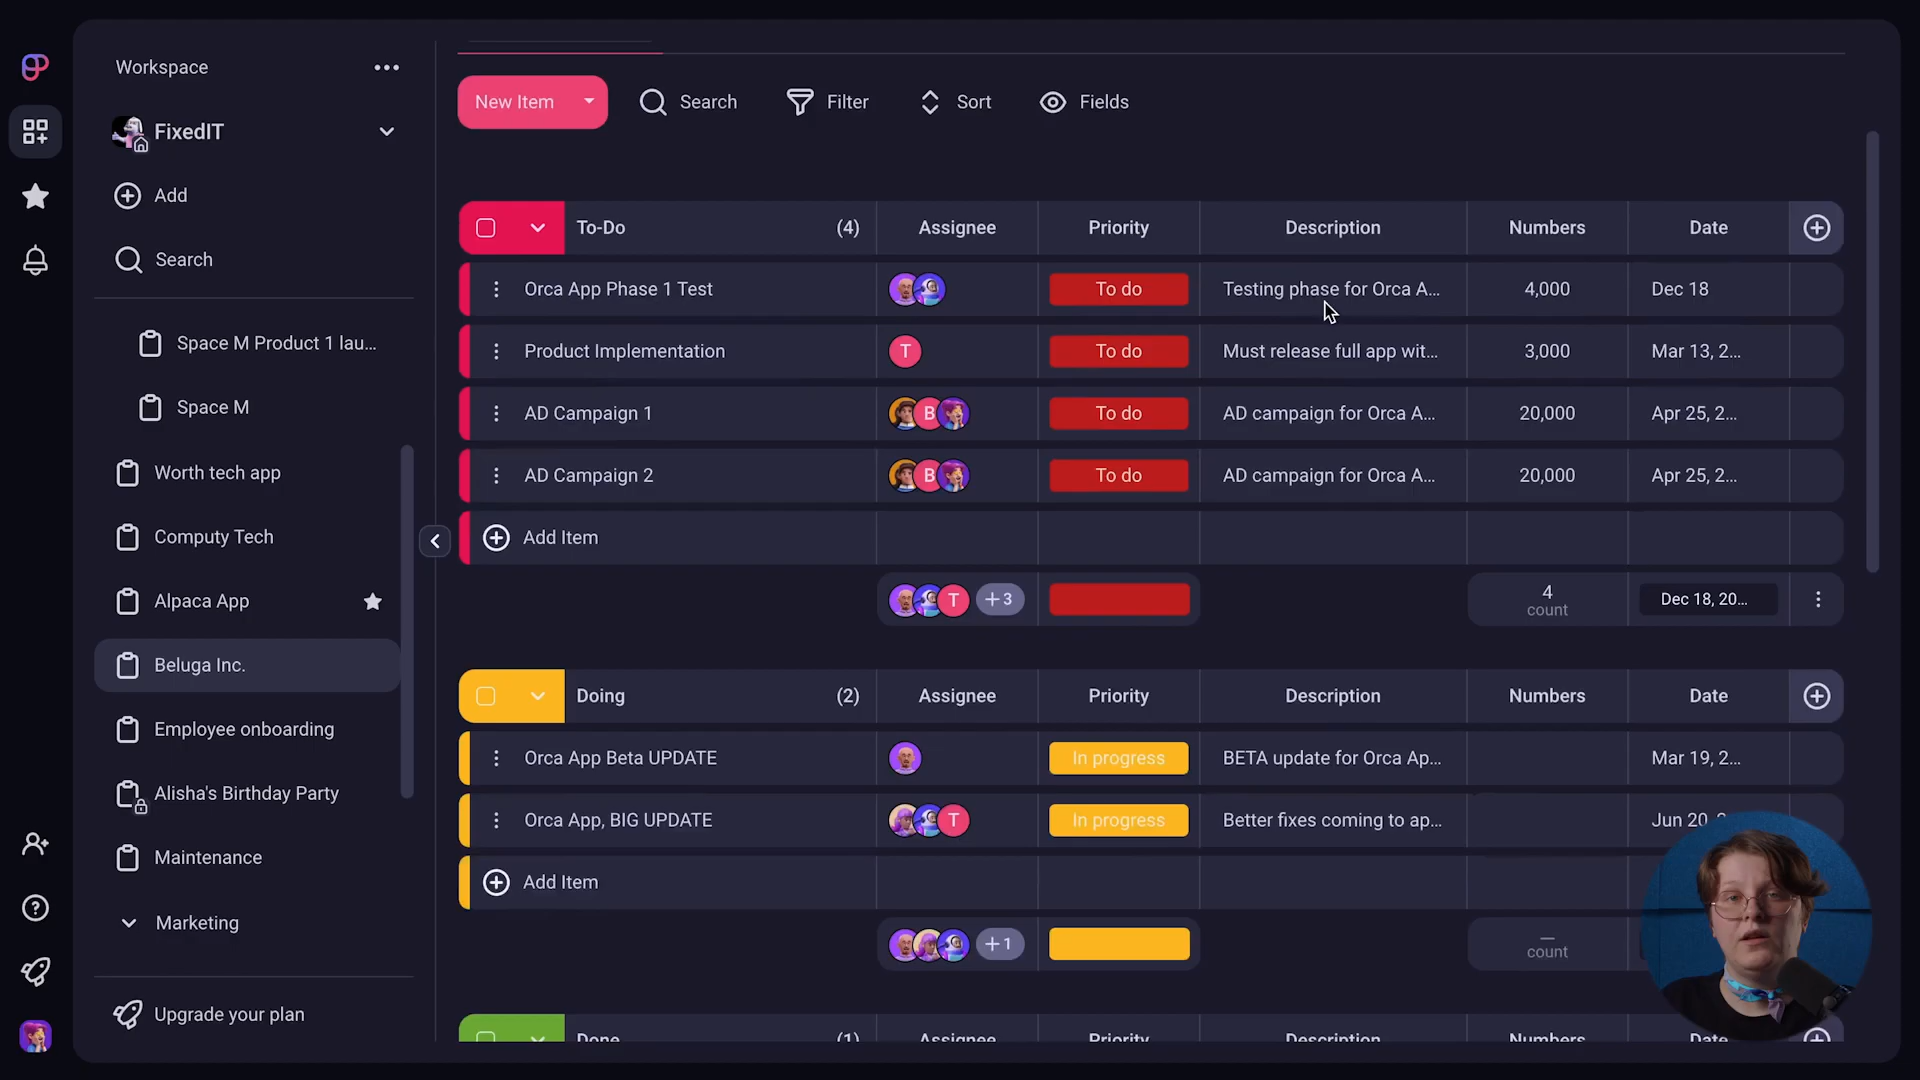 Workspace
FixedIT
Add
Search
Space M Product 1 lau...
Space M
Worth tech app
Computy Tech
Alpaca App
Beluga Inc.
Employee onboarding
Alisha's Birthday Party
Maintenance
Marketing
Upgrade your plan
New Item Search Filter Sort Fields
To-Do (4) Assignee Priority Description Numbers Date
Orca App Phase 1 Test To do Testing phase for Orca A... 4,000 Dec 18
Product Implementation T To do Must release full app wit... 3,000 Mar 13, 2...
AD Campaign 1 B To do AD campaign for Orca A... 20,000 Apr 25, 2...
AD Campaign 2 B To do AD campaign for Orca A... 20,000 Apr 25, 2...
Add Item
T +3 4 Dec 18, 20...
count
Doing (2) Assignee Priority Description Numbers Date
Orca App Beta UPDATE In progress BETA update for Orca Ap... Mar 19, 2...
Orca App, BIG UPDATE T In progress Better fixes coming to ap... Jun 20, 2...
Add Item
+1 –
count
Done (1) Assignee Priority Description Numbers Date